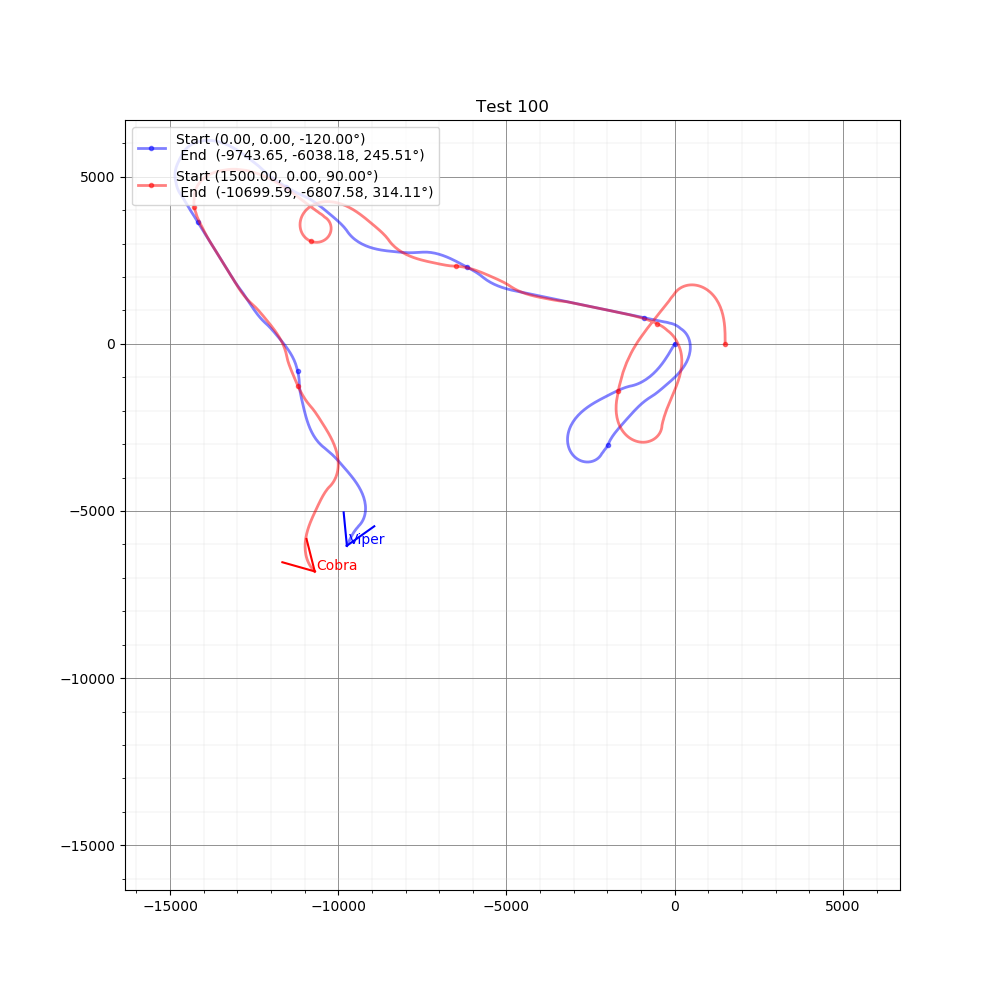 Test 100
Start (0.00, 0.00, -120.00°)
End  (-9743.65, -6038.18, 245.51°)
Start (1500.00, 0.00, 90.00°)
End  (-10699.59, -6807.58, 314.11°)
5000
0
−5000
−10000
−15000
Viper
Cobra
−15000
−10000
−5000
0
5000